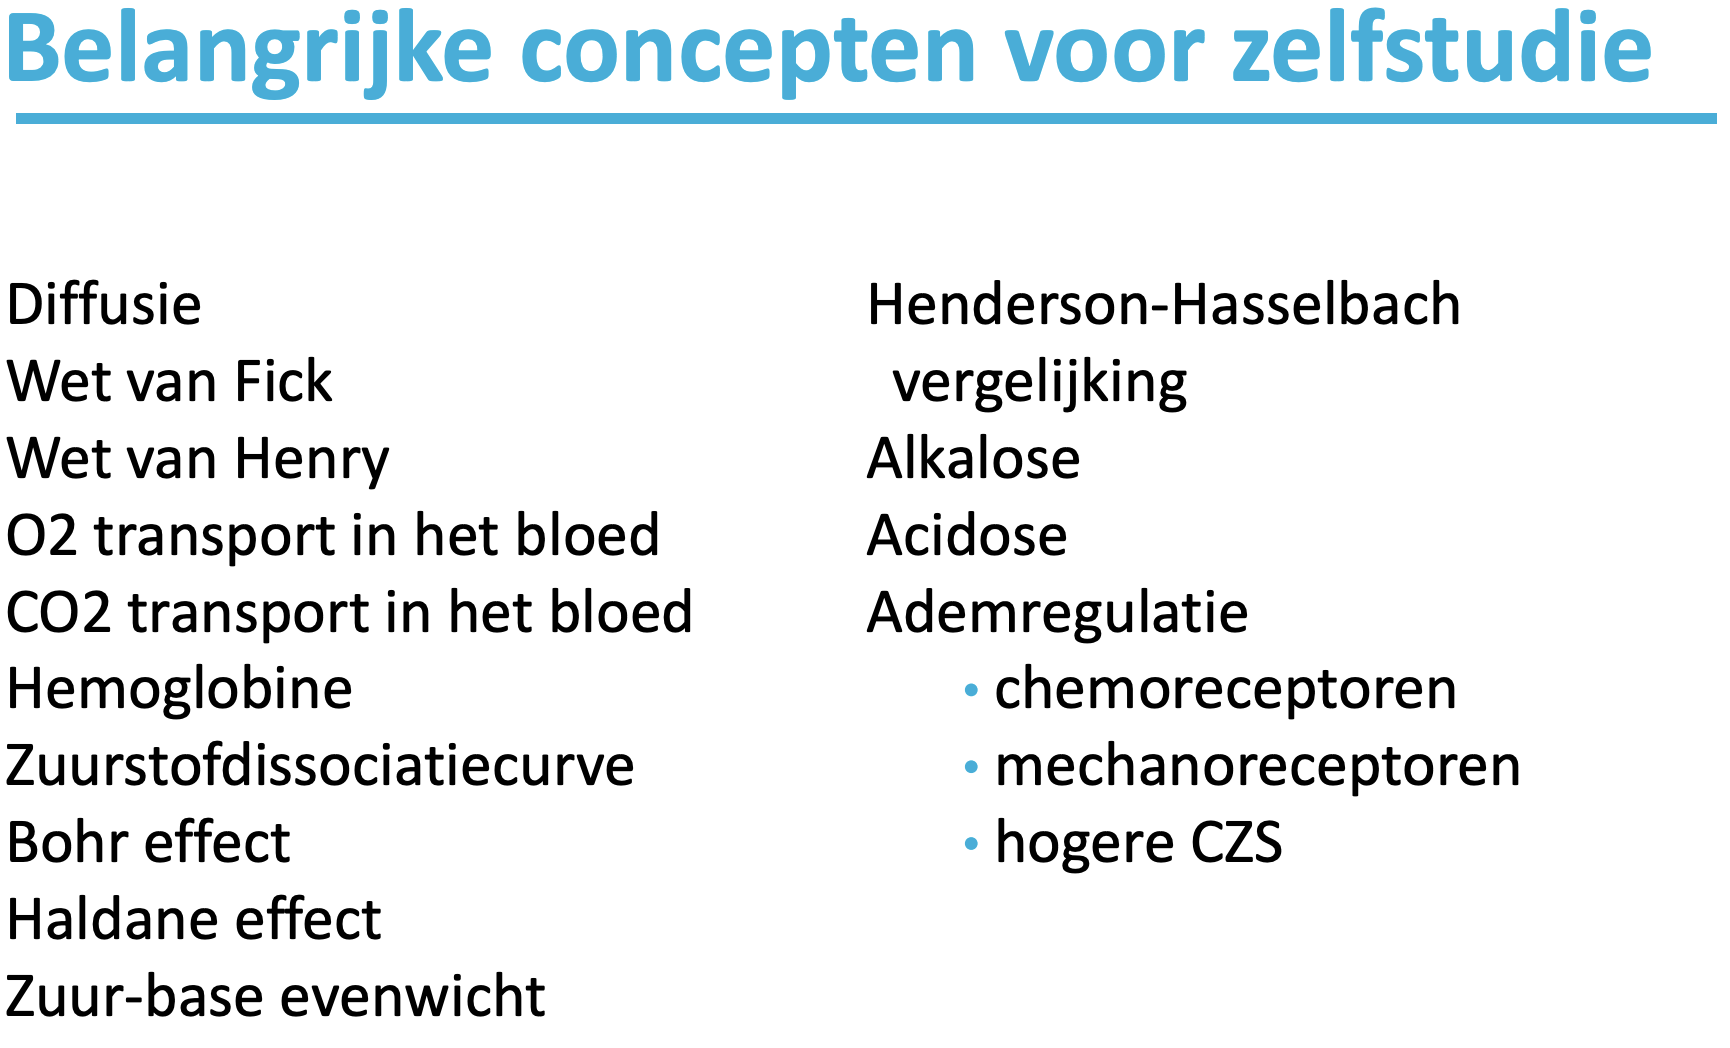 Belangrijke concepten voor zelfstudie
Diffusie
Wet van Fick
Wet van Henry
O2 transport in het bloed
CO2 transport in het bloed
Hemoglobine
Zuurstofdissociatiecurve
Bohr effect
Haldane effect
Zuur-base evenwicht
Henderson-Hasselbach
vergelijking
Alkalose
Acidose
Ademregulatie
• chemoreceptoren
• mechanoreceptoren
• hogere CZS